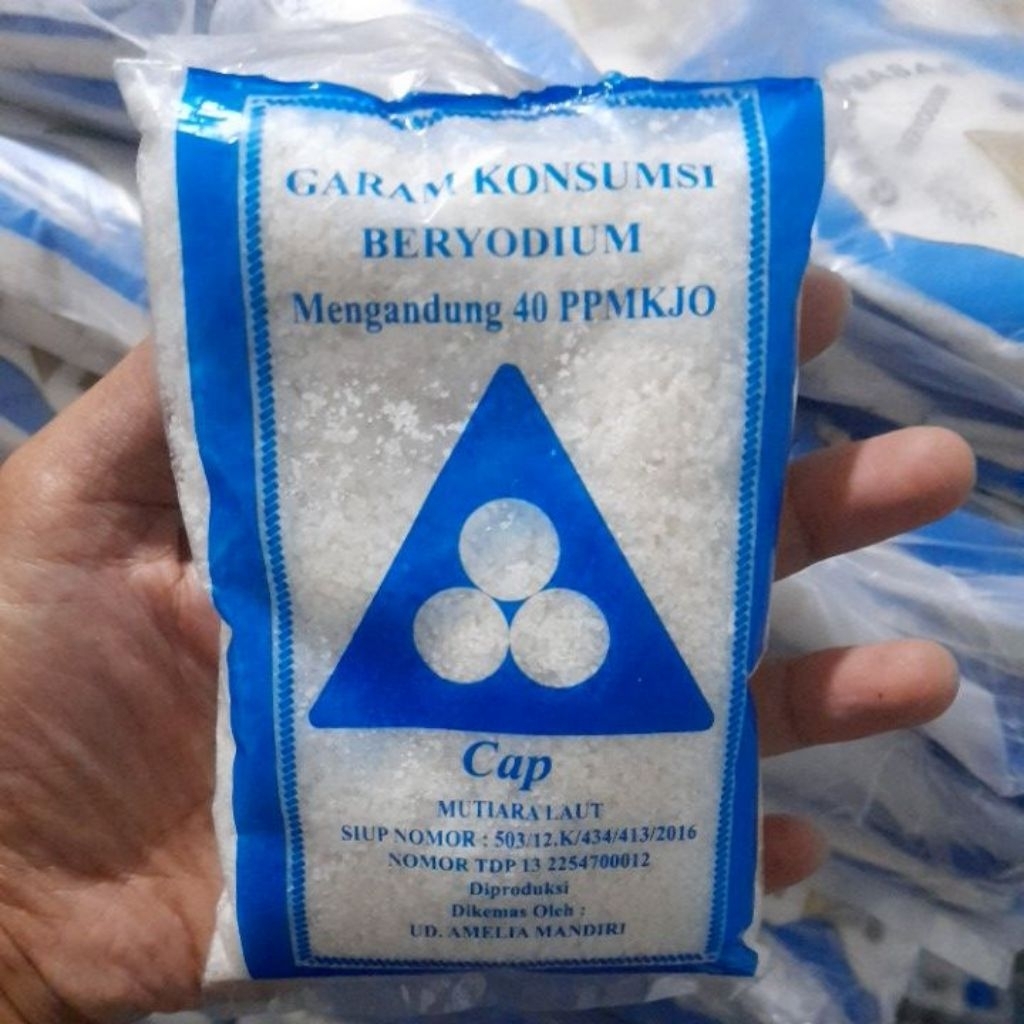 GARAM KONSUMSI
BERYODIUM
Mengandung 40 PPMKJO
Cap
MUTIARA LAUT
SIUP NOMOR : 503/12.K/434/413/2016
NOMOR TDP 13 2254700012
Diproduksi
Dikemas Oleh :
UD. AMELIA MANDIRI